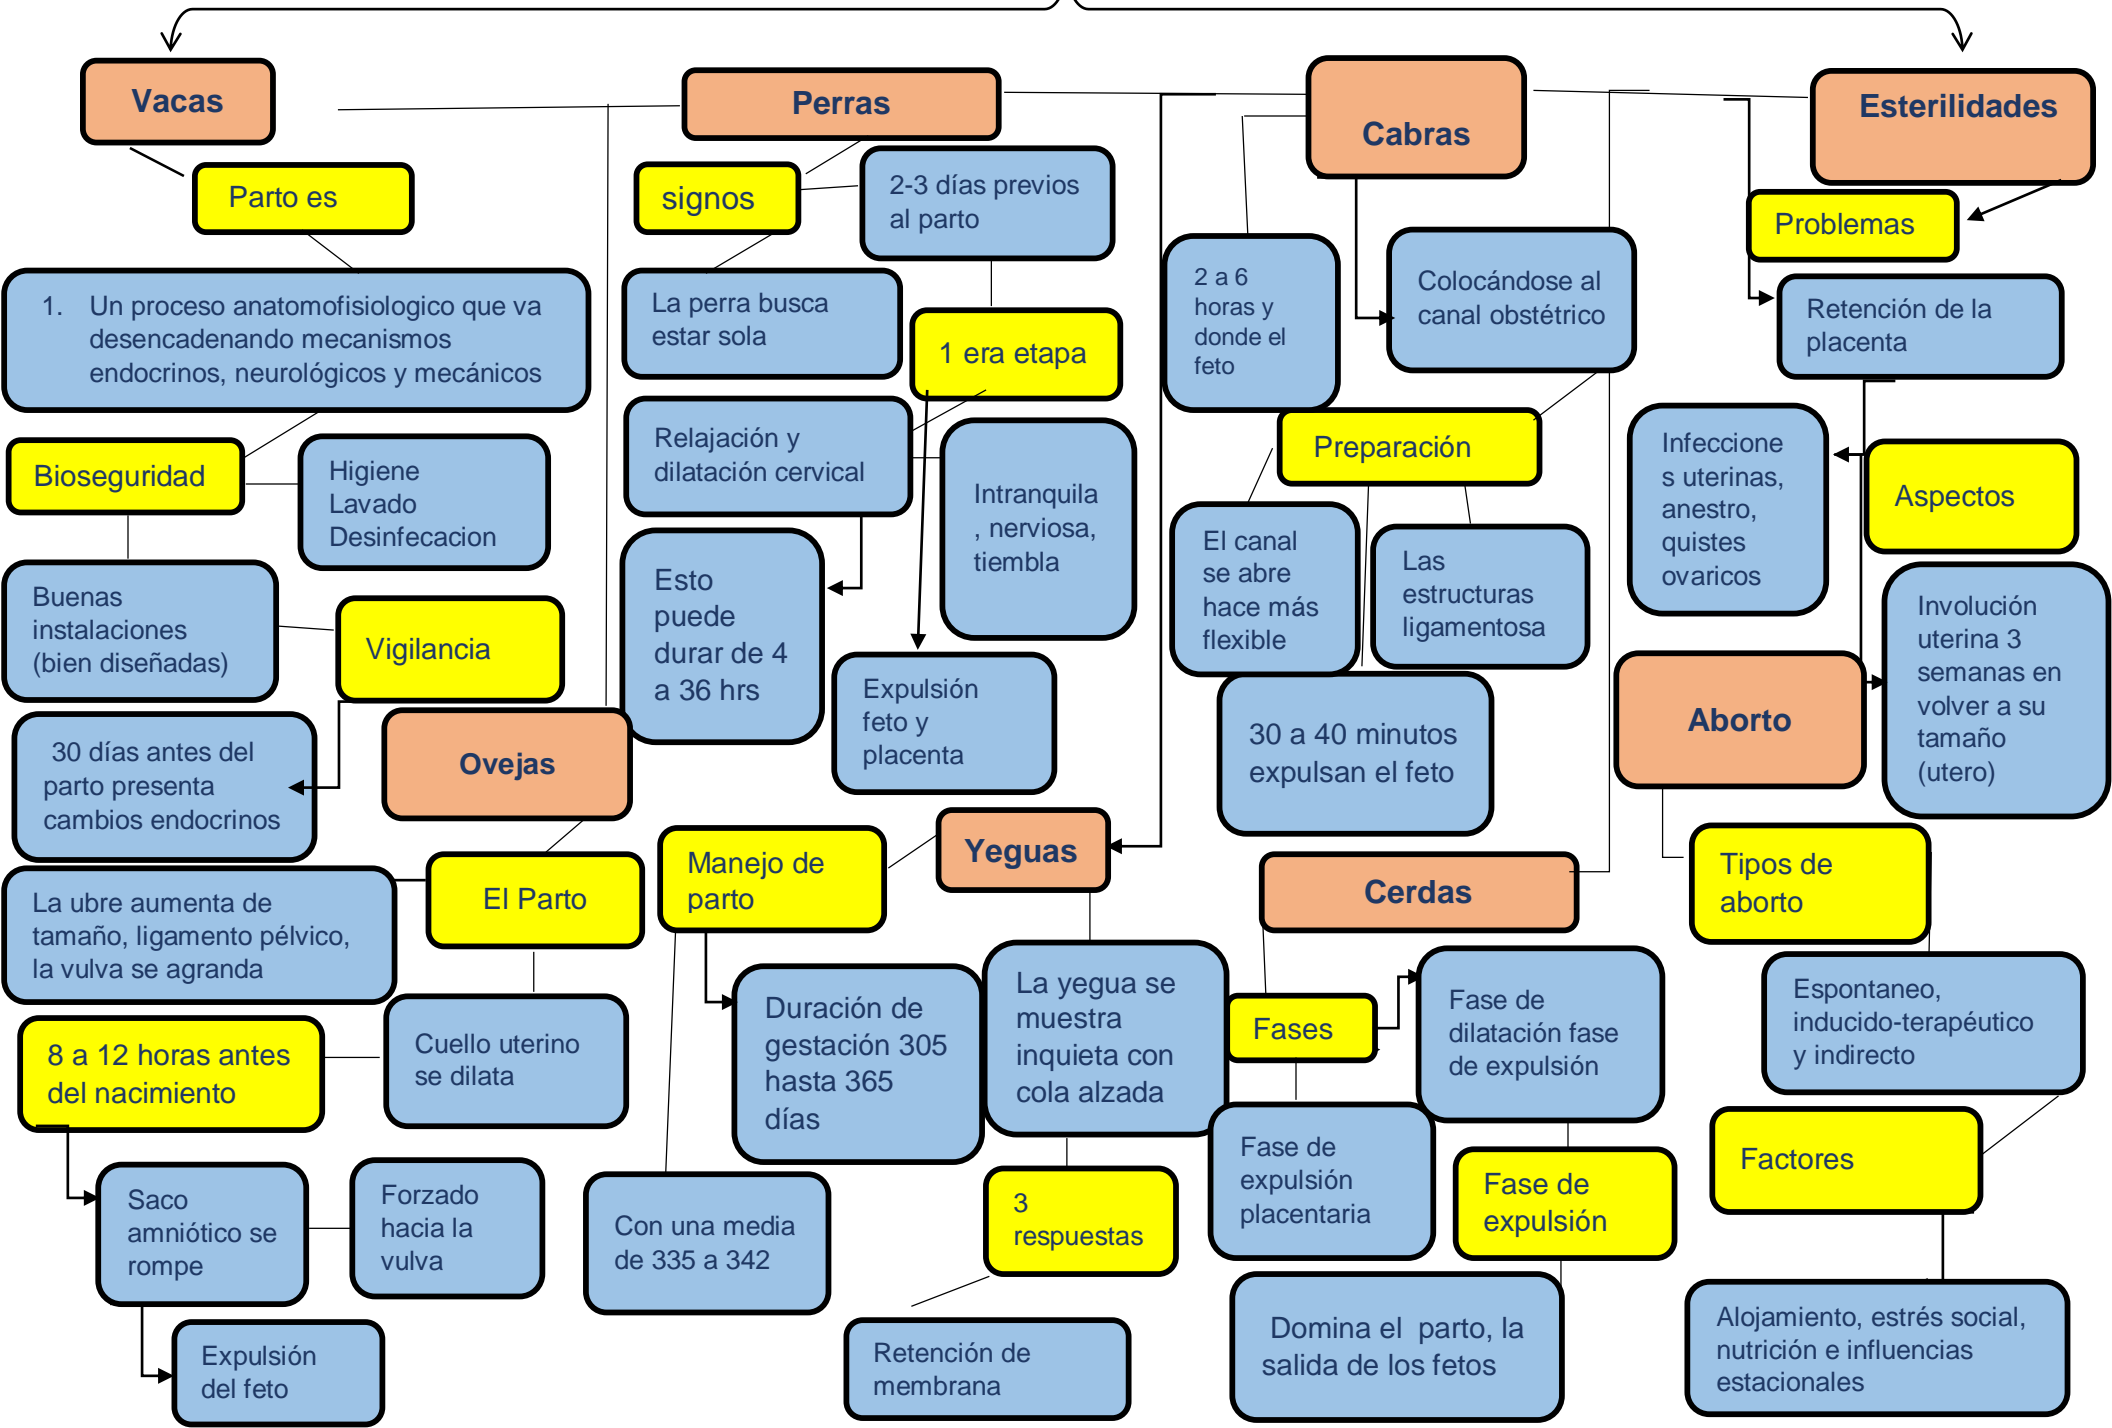 Vacas
Perras
Cabras
Esterilidades
Parto es
signos
2-3 días previos
al parto
Problemas
1. Un proceso anatomofisiologico que va
desencadenando mecanismos
endocrinos, neurológicos y mecánicos
La perra busca
estar sola
1 era etapa
2 a 6
horas y
donde el
feto
Colocándose al
canal obstétrico
Retención de la
placenta
Bioseguridad
Higiene
Lavado
Desinfecacion
Relajación y
dilatación cervical
Intranquila
, nerviosa,
tiembla
Preparación
Infeccione
s uterinas,
anestro,
quistes
ovaricos
Aspectos
Buenas
instalaciones
(bien diseñadas)
Vigilancia
Esto
puede
durar de 4
a 36 hrs
El canal
se abre
hace más
flexible
Las
estructuras
ligamentosa
Involución
uterina 3
semanas en
volver a su
tamaño
(utero)
30 días antes del
parto presenta
cambios endocrinos
Ovejas
Expulsión
feto y
placenta
30 a 40 minutos
expulsan el feto
Aborto
La ubre aumenta de
tamaño, ligamento pélvico,
la vulva se agranda
El Parto
Manejo de
parto
Yeguas
Cerdas
Tipos de
aborto
8 a 12 horas antes
del nacimiento
Cuello uterino
se dilata
Duración de
gestación 305
hasta 365
días
La yegua se
muestra
inquieta con
cola alzada
Fases
Fase de
dilatación fase
de expulsión
Espontaneo,
inducido-terapéutico
y indirecto
Saco
amniótico se
rompe
Forzado
hacia la
vulva
Con una media
de 335 a 342
3
respuestas
Fase de
expulsión
placentaria
Fase de
expulsión
Factores
Expulsión
del feto
Retención de
membrana
Domina el parto, la
salida de los fetos
Alojamiento, estrés social,
nutrición e influencias
estacionales